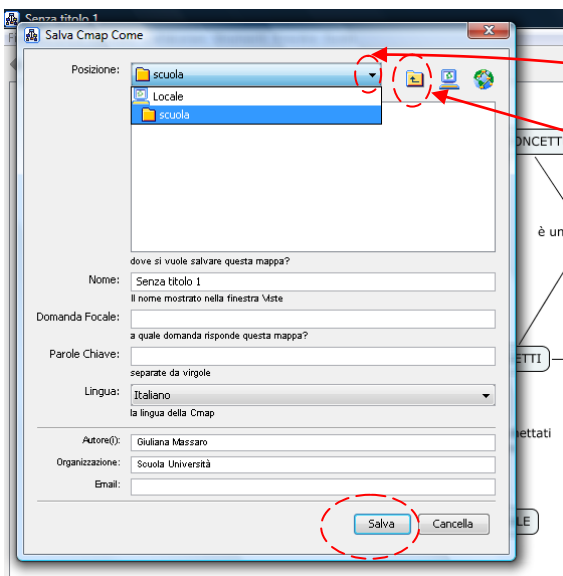 Senza titolo 1
Salva Cmap Come
Posizione:
scuola
Locale
scuola
dove si vuole salvare questa mappa?
Nome:
Senza titolo 1
Il nome mostrato nella finestra Viste
Domanda Focale:
a quale domanda risponde questa mappa?
Parole Chiave:
separate da virgole
Lingua:
Italiano
la lingua della Cmap
Autore(i):
Giuliana Massaro
Organizzazione:
Scuola Università
Email:
Salva
Cancella
ONCETT
è un
ETTI
nettati
LE